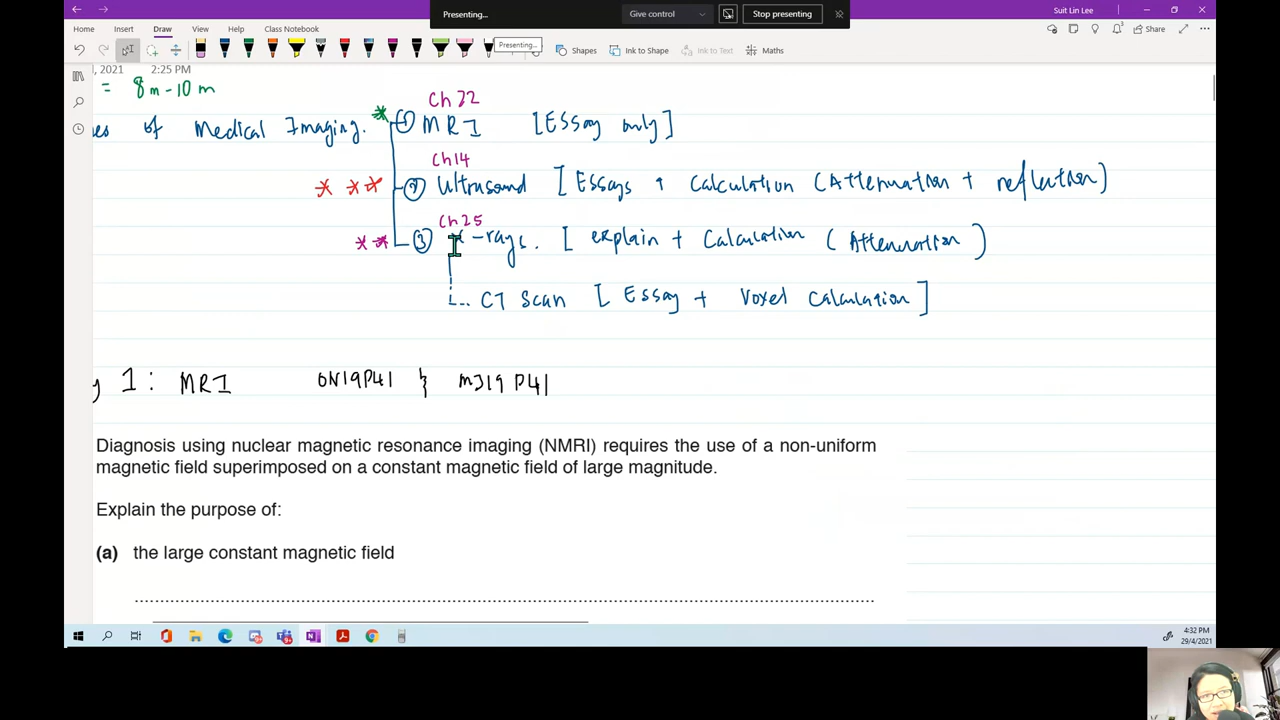 Suit Lin Lee
Presenting...
Give control
Stop presenting
Home Insert Draw View Help Class Notebook
Share
Presenting...
Shapes Ink to Shape Ink to Text Maths
, 2021 2:25 PM
= 8m-10m
Ch 22
es of Medical Imaging. * ① MRI [Essay only]
Ch14
* ** ② Ultrasound [Essays + Calculation (Attenuation + reflection)
Ch 25
** ③ X-rays. [ explain + Calculation (Attenuation)
CT Scan [Essay + Voxel Calculation]
y 1: MRI ON19P41 & MJ19 P41
Diagnosis using nuclear magnetic resonance imaging (NMRI) requires the use of a non-uniform
magnetic field superimposed on a constant magnetic field of large magnitude.
Explain the purpose of:
(a) the large constant magnetic field
4:32 PM
29/4/2021